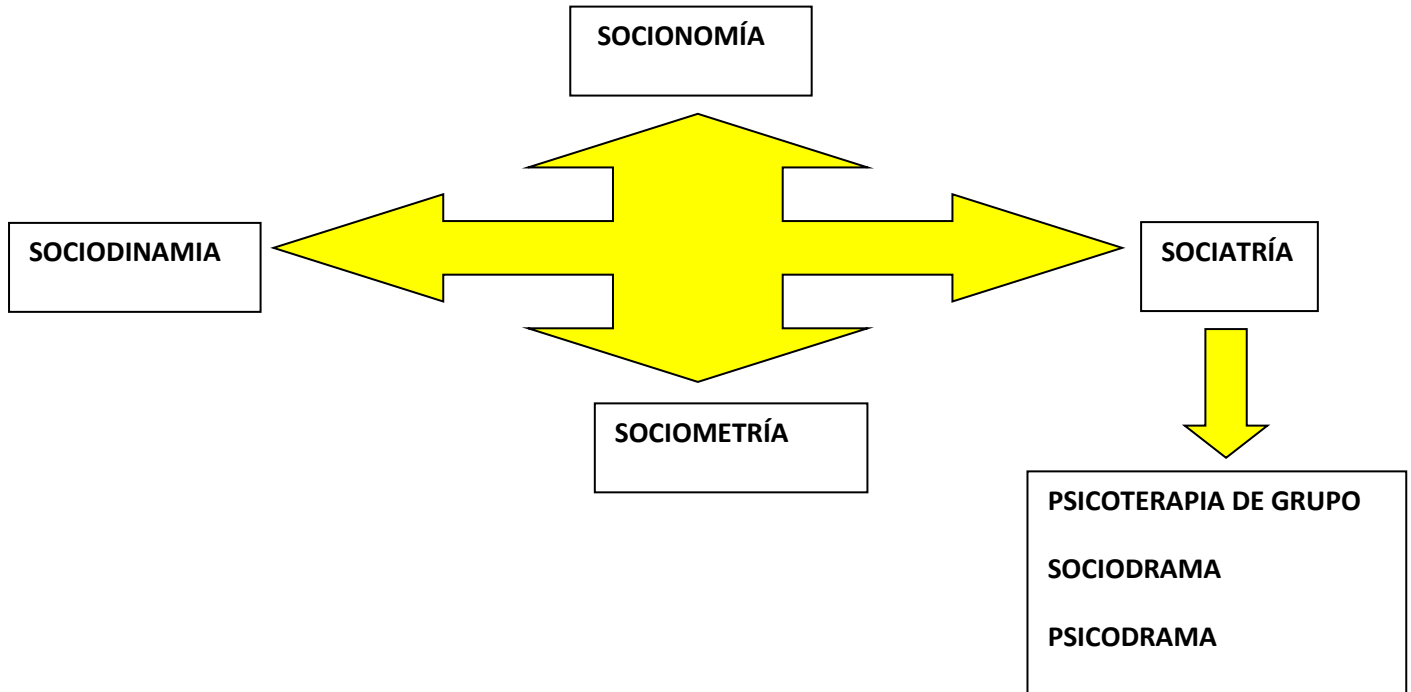 SOCIONOMÍA
SOCIODINAMIA
SOCIATRÍA
SOCIOMETRÍA
PSICOTERAPIA DE GRUPO
SOCIODRAMA
PSICODRAMA